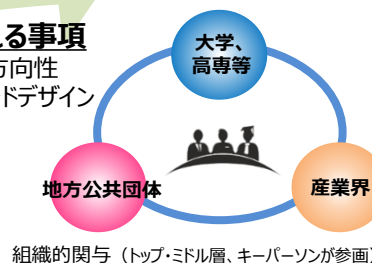 える事項
方向性
ドデザイン
大学、
高専等
地方公共団体
産業界
組織的関与（トップ・ミドル層、キーパーソンが参画）